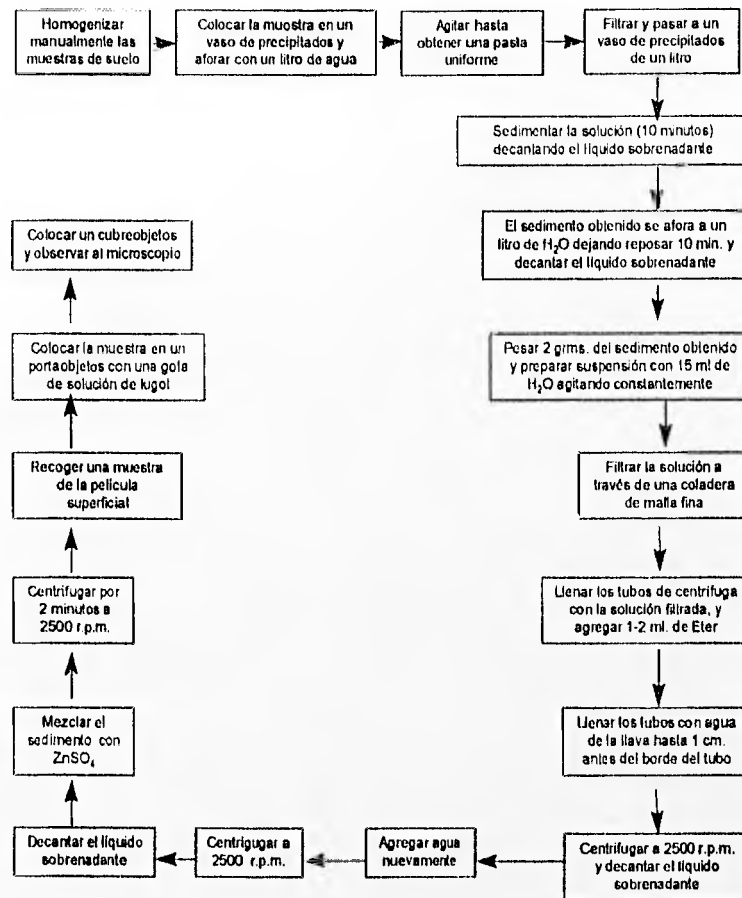 Homogenizar
manualmente las
muestras de suelo
Colocar la muestra en un
vaso de precipitados y
aforar con un litro de agua
Agitar hasta
obtener una pasta
uniforme
Filtrar y pasar a un
vaso de precipitados
de un litro
Sedimentar la solución (10 minutos)
decantando el líquido sobrenadante
El sedimento obtenido se afora a un
litro de H₂O dejando reposar 10 min. y
decantar el líquido sobrenadante
Pesar 2 grms. del sedimento obtenido
y preparar suspensión con 15 ml de
H₂O agitando constantemente
Filtrar la solución a
través de una coladera
de malla fina
Llenar los tubos de centrifuga
con la solución filtrada, y
agregar 1-2 ml. de Eter
Llenar los tubos con agua
de la llava hasta 1 cm.
antes del borde del tubo
Centrifugar a 2500 r.p.m.
y decantar el líquido
sobrenadante
Agregar agua
nuevamente
Centrigugar a
2500 r.p.m.
Decantar el líquido
sobrenadante
Mezclar el
sedimento con
ZnSO₄
Centrifugar por
2 minutos a
2500 r.p.m.
Recoger una muestra
de la película
superficial
Colocar la muestra en un
portaobjetos con una gota
de solución de lugol
Colocar un cubreobjetos
y observar al microscopio